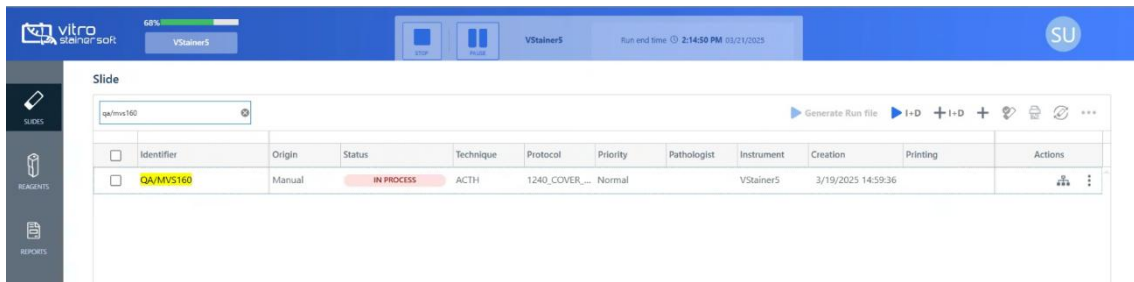 vitro
stainersoft
68%
VStainer5
STOP
PAUSE
VStainer5
Run end time 2:14:50 PM 03/21/2025
SU
SLIDES
REAGENTS
REPORTS
Slide
qa/mvs160
Generate Run file I+D I+D
Identifier Origin Status Technique Protocol Priority Pathologist Instrument Creation Printing Actions
QA/MVS160 Manual IN PROCESS ACTH 1240_COVER_... Normal VStainer5 3/19/2025 14:59:36